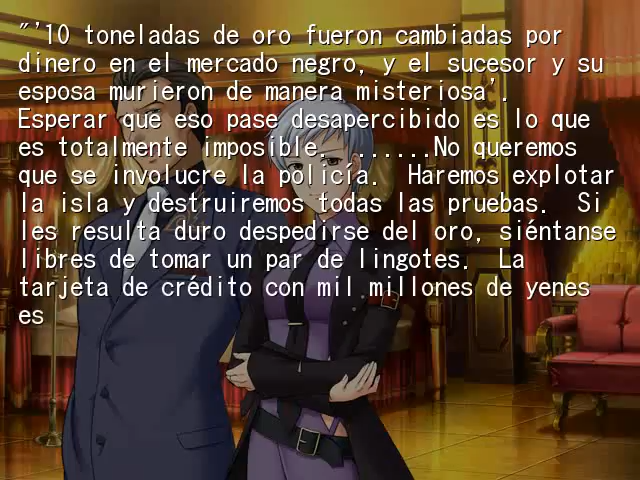 "'10 toneladas de oro fueron cambiadas por
dinero en el mercado negro, y el sucesor y su
esposa murieron de manera misteriosa'.
Esperar que eso pase desapercibido es lo que
es totalmente imposible. .......No queremos
que se involucre la policía.  Haremos explotar
la isla y destruiremos todas las pruebas.  Si
les resulta duro despedirse del oro, siéntanse
libres de tomar un par de lingotes.  La
tarjeta de crédito con mil millones de yenes
es